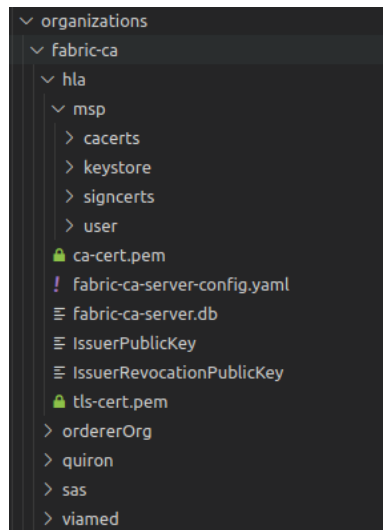 organizations
fabric-ca
hla
msp
cacerts
keystore
signcerts
user
ca-cert.pem
! fabric-ca-server-config.yaml
fabric-ca-server.db
IssuerPublicKey
IssuerRevocationPublicKey
tls-cert.pem
ordererOrg
quiron
sas
viamed